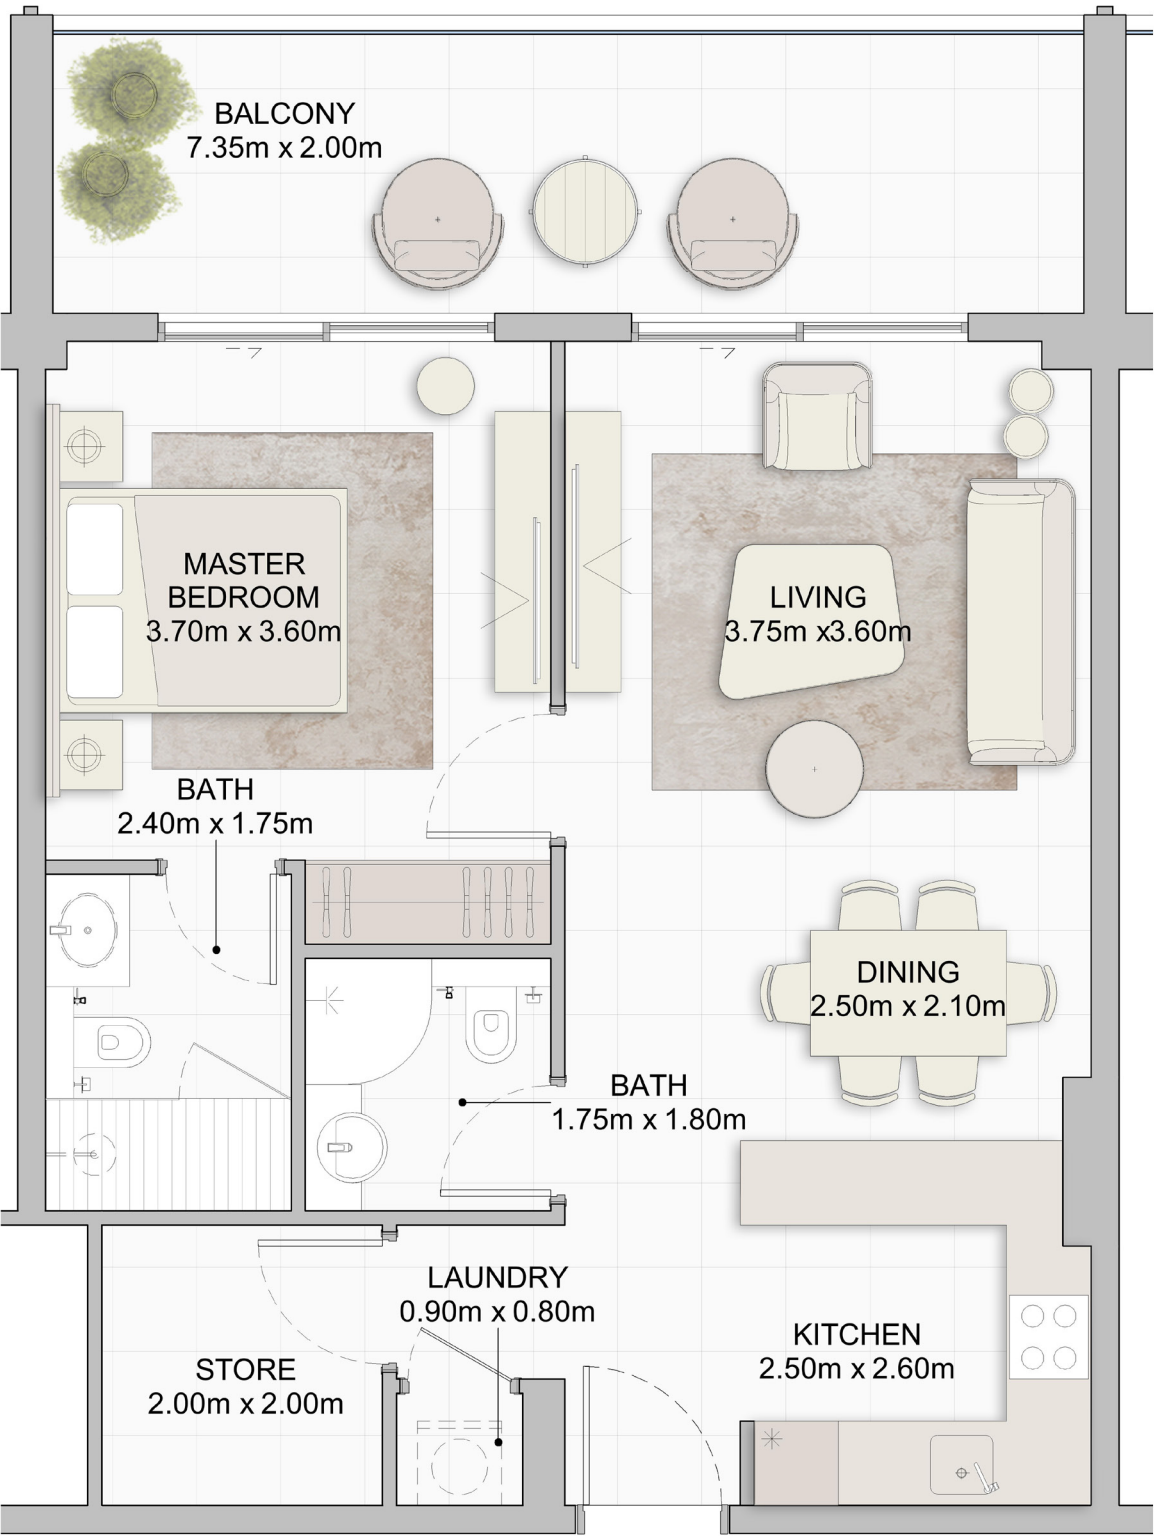 BALCONY
7.35m x 2.00m
MASTER
BEDROOM
3.70m x 3.60m
LIVING
3.75m x3.60m
BATH
2.40m x 1.75m
DINING
2.50m x 2.10m
BATH
1.75m x 1.80m
LAUNDRY
0.90m x 0.80m
KITCHEN
2.50m x 2.60m
STORE
2.00m x 2.00m